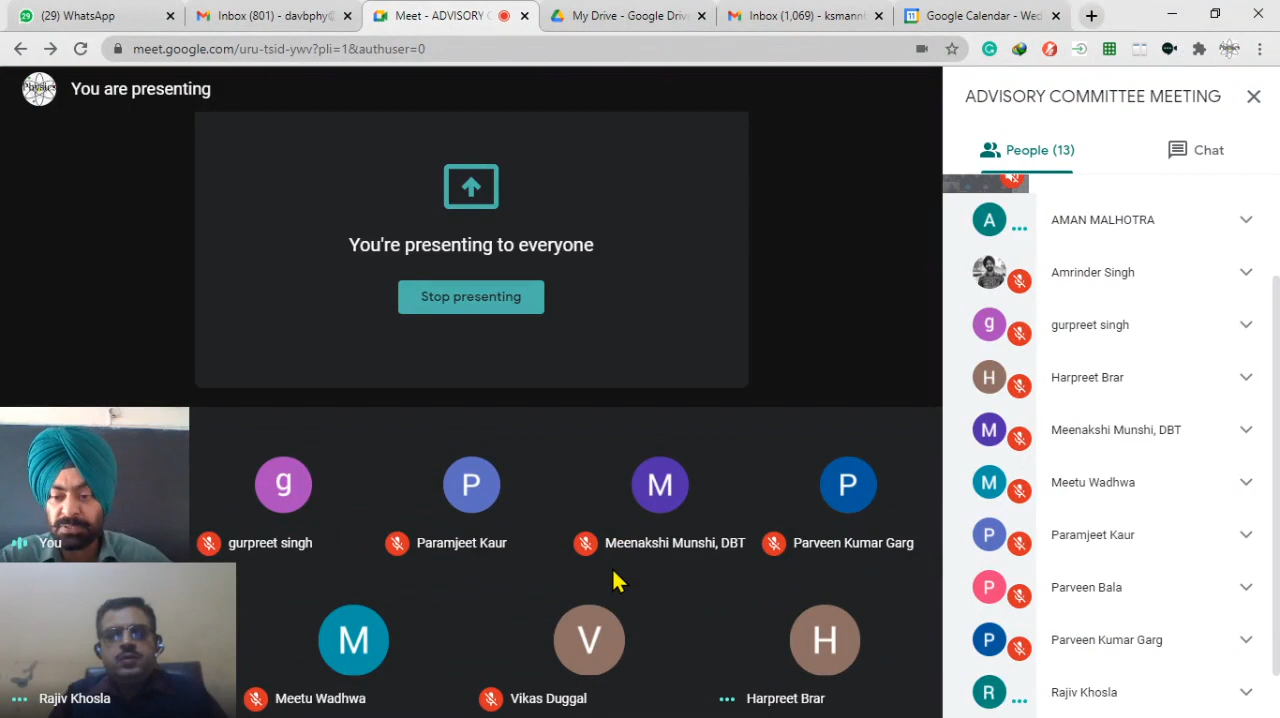 (29) WhatsApp
Inbox (801) - davbphy@c
Meet - ADVISORY C
My Drive - Google Driv
Inbox (1,069) - ksmannl
11
Google Calendar - Wed
meet.google.com/uru-tsid-ywv?pli=1&authuser=0
Physics
You are presenting
You're presenting to everyone
Stop presenting
ADVISORY COMMITTEE MEETING
People (13)
Chat
A
AMAN MALHOTRA
Amrinder Singh
g
gurpreet singh
H
Harpreet Brar
M
Meenakshi Munshi, DBT
M
Meetu Wadhwa
P
Paramjeet Kaur
P
Parveen Bala
P
Parveen Kumar Garg
R
Rajiv Khosla
You
g
gurpreet singh
P
Paramjeet Kaur
M
Meenakshi Munshi, DBT
P
Parveen Kumar Garg
Rajiv Khosla
M
Meetu Wadhwa
V
Vikas Duggal
H
Harpreet Brar